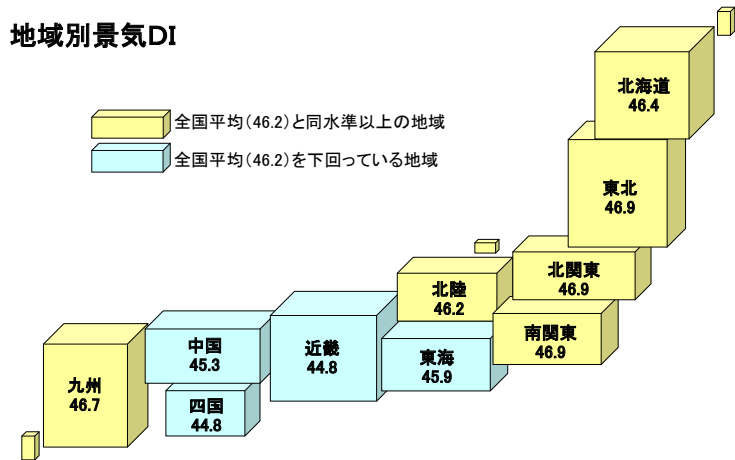 地域別景気DI
全国平均(46.2)と同水準以上の地域
全国平均(46.2)を下回っている地域
北海道
46.4
東北
46.9
北関東
46.9
北陸
46.2
南関東
46.9
中国
45.3
近畿
44.8
東海
45.9
九州
46.7
四国
44.8